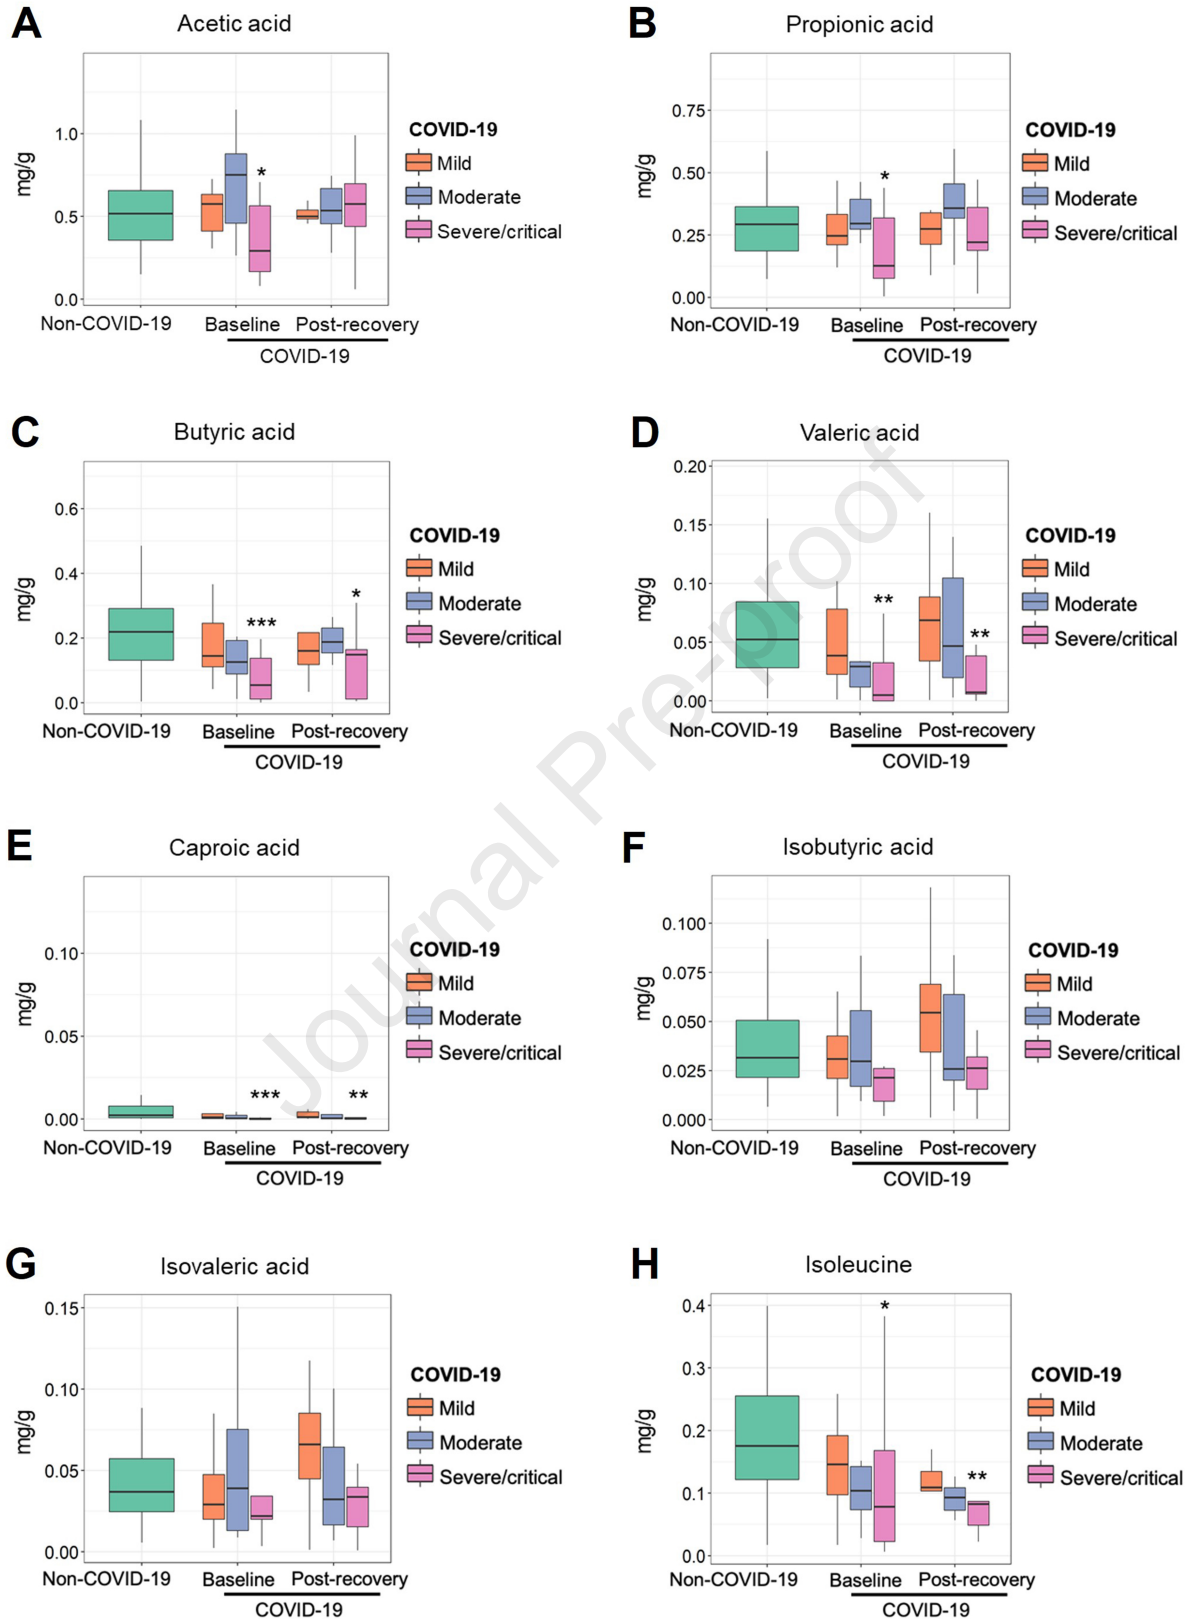 A
Acetic acid
mg/g
1.0
0.5
0.0
*
Non-COVID-19
Baseline
Post-recovery
COVID-19
COVID-19
Mild
Moderate
Severe/critical
B
Propionic acid
mg/g
0.75
0.50
0.25
0.00
*
Non-COVID-19
Baseline
Post-recovery
COVID-19
COVID-19
Mild
Moderate
Severe/critical
C
Butyric acid
mg/g
0.6
0.4
0.2
0.0
***
*
Non-COVID-19
Baseline
Post-recovery
COVID-19
COVID-19
Mild
Moderate
Severe/critical
D
Valeric acid
mg/g
0.20
0.15
0.10
0.05
0.00
**
**
Non-COVID-19
Baseline
Post-recovery
COVID-19
COVID-19
Mild
Moderate
Severe/critical
E
Caproic acid
mg/g
0.10
0.05
0.00
***
**
Non-COVID-19
Baseline
Post-recovery
COVID-19
COVID-19
Mild
Moderate
Severe/critical
F
Isobutyric acid
mg/g
0.100
0.075
0.050
0.025
0.000
Non-COVID-19
Baseline
Post-recovery
COVID-19
COVID-19
Mild
Moderate
Severe/critical
G
Isovaleric acid
mg/g
0.15
0.10
0.05
0.00
Non-COVID-19
Baseline
Post-recovery
COVID-19
COVID-19
Mild
Moderate
Severe/critical
H
Isoleucine
mg/g
0.4
0.3
0.2
0.1
0.0
*
**
Non-COVID-19
Baseline
Post-recovery
COVID-19
COVID-19
Mild
Moderate
Severe/critical
Journal Pre-proof